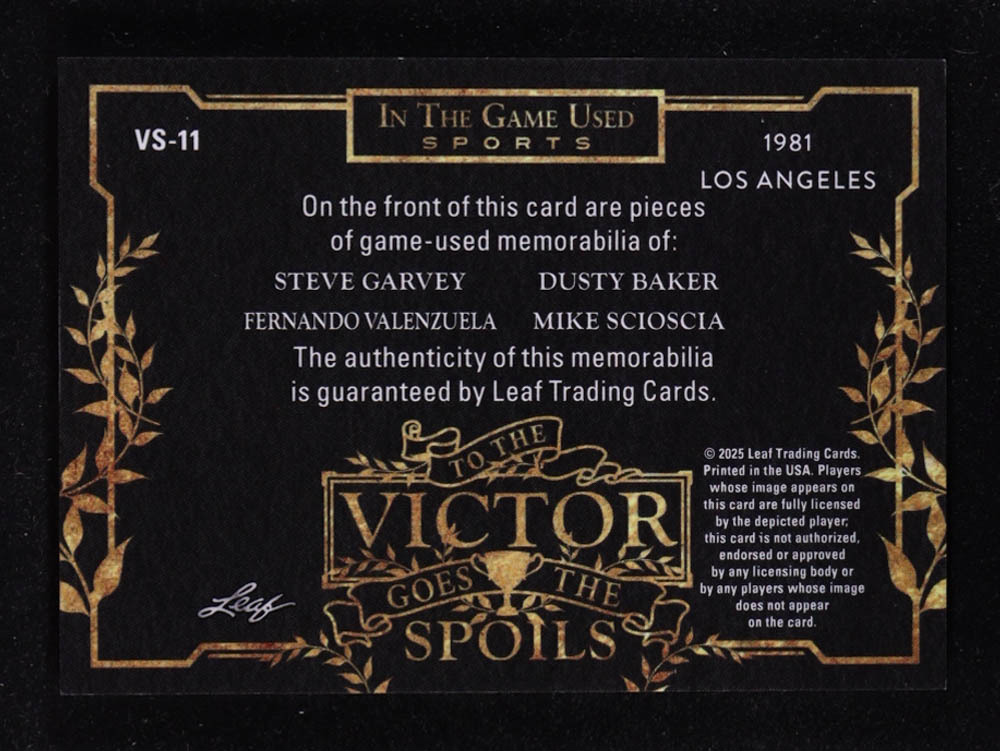 IN THE GAME USED
SPORTS
VS-11
1981
LOS ANGELES
On the front of this card are pieces
of game-used memorabilia of:
STEVE GARVEY DUSTY BAKER
FERNANDO VALENZUELA MIKE SCIOSCIA
The authenticity of this memorabilia
is guaranteed by Leaf Trading Cards.
TO THE
VICTOR
GOES THE
SPOILS
Leaf
© 2025 Leaf Trading Cards.
Printed in the USA. Players
whose image appears on
this card are fully licensed
by the depicted player;
this card is not authorized,
endorsed or approved
by any licensing body or
by any players whose image
does not appear
on the card.